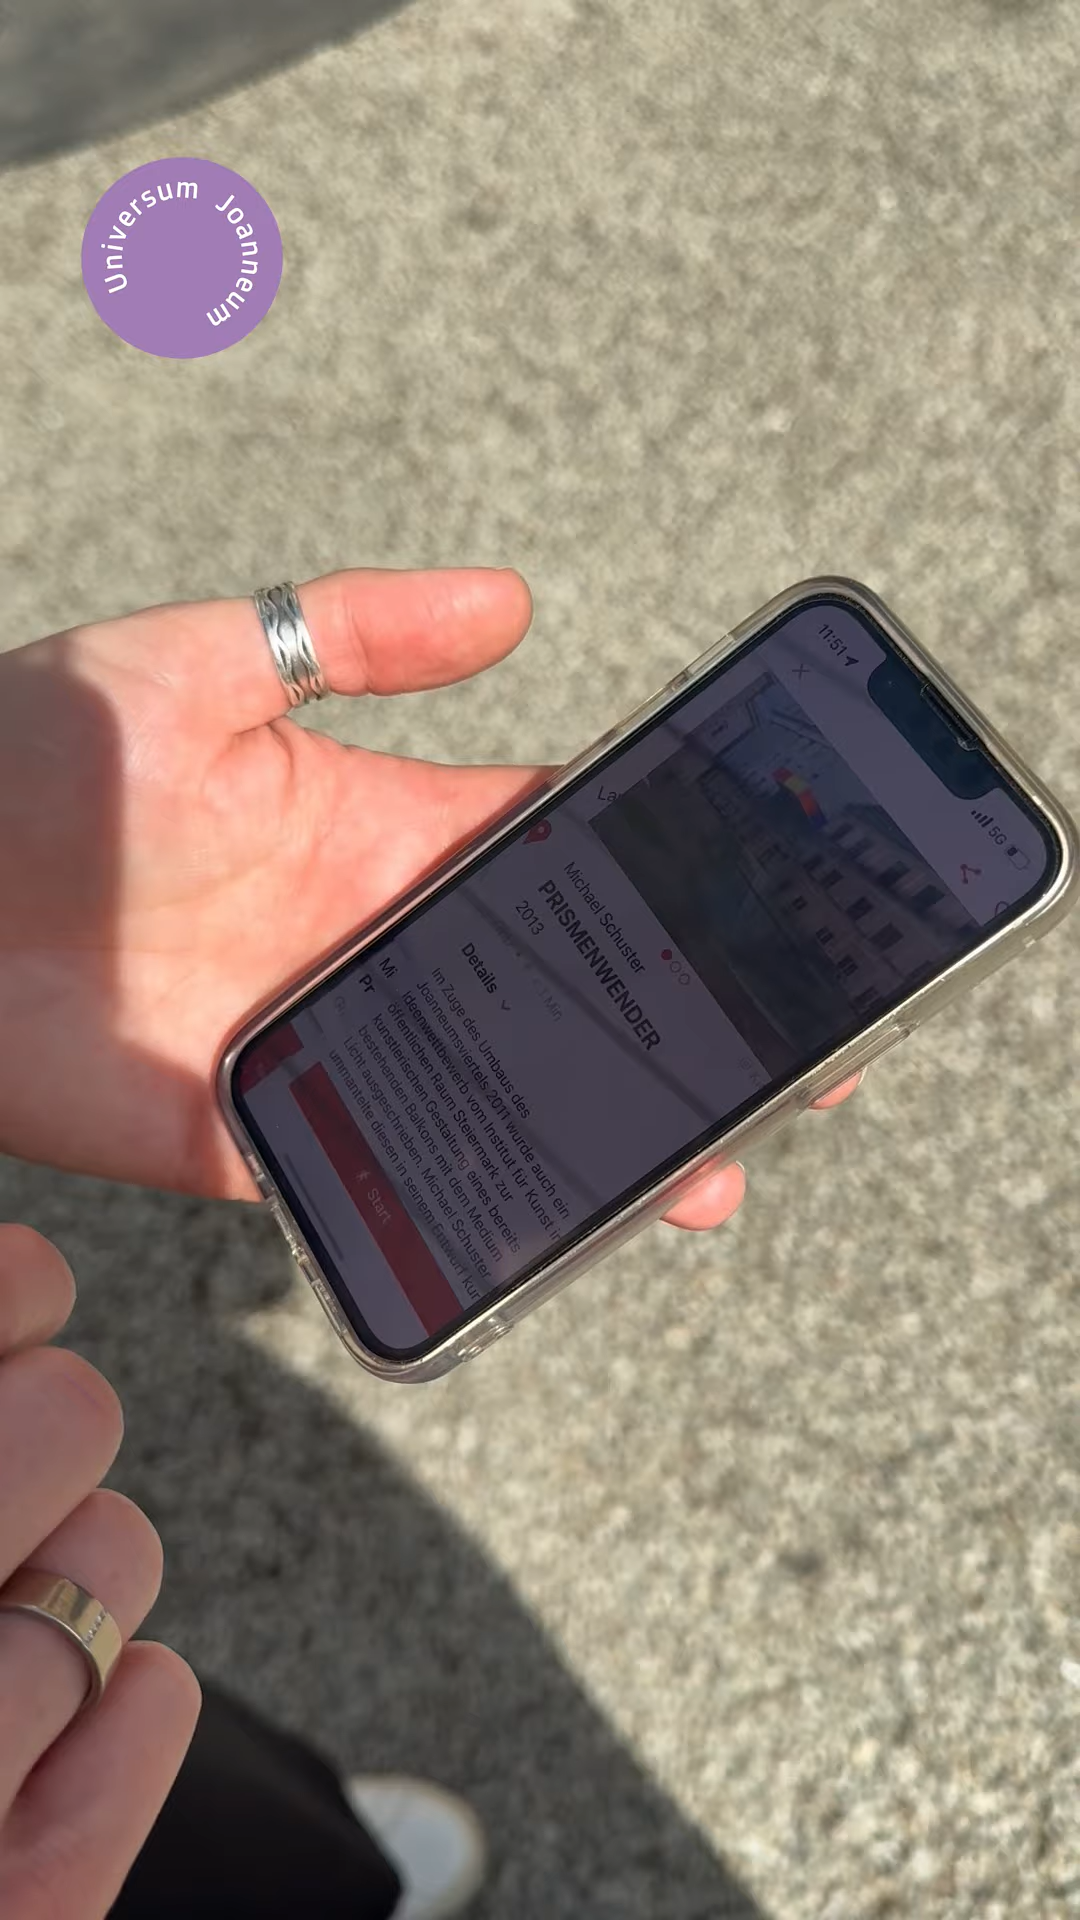 Universum Joanneum
11:51
5G
Michael Schuster
PRISMENWENDER
2013
Details
Im Zuge des Umbaus des
Joanneumsviertels 2011 wurde auch ein
Ideenwettbewerb vom Institut für Kunst im
öffentlichen Raum Steiermark zur
künstlerischen Gestaltung eines bereits
bestehenden Balkons mit dem Medium
Licht ausgeschrieben. Michael Schuster
ummantelte diesen in seinem Entwurf
Start